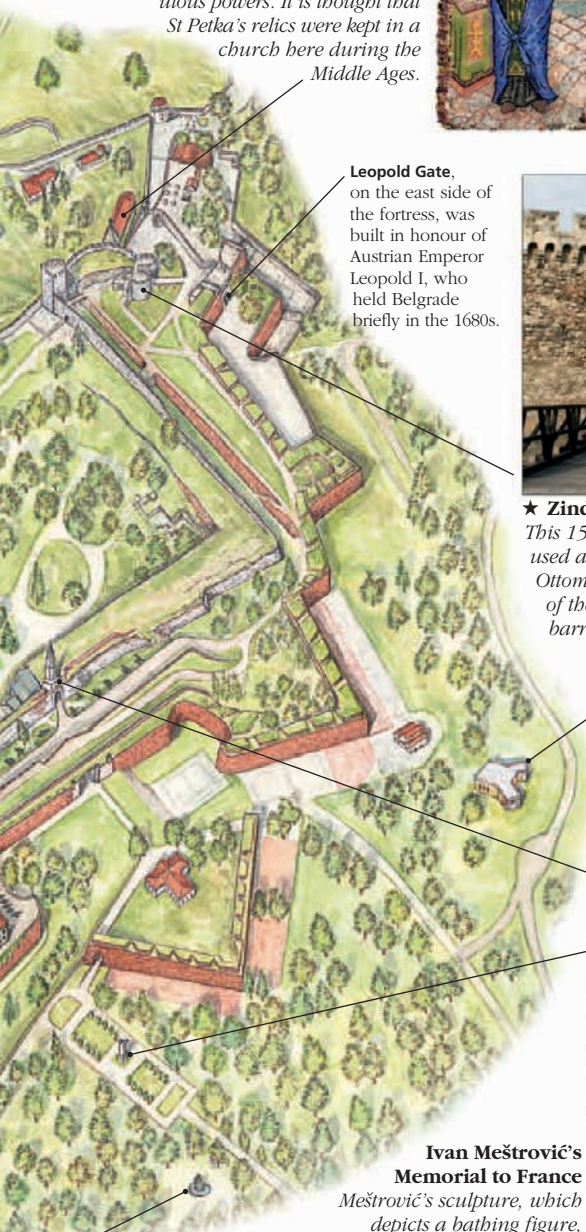 ulous powers. It is thought that
St Petka's relics were kept in a
church here during the
Middle Ages.
Leopold Gate,
on the east side of
the fortress, was
built in honour of
Austrian Emperor
Leopold I, who
held Belgrade
briefly in the 1680s.
★ Zind
This 15
used a
Ottom
of the
barr
Ivan Meštrović's
Memorial to France
Meštrović's sculpture, which
depicts a bathing figure,